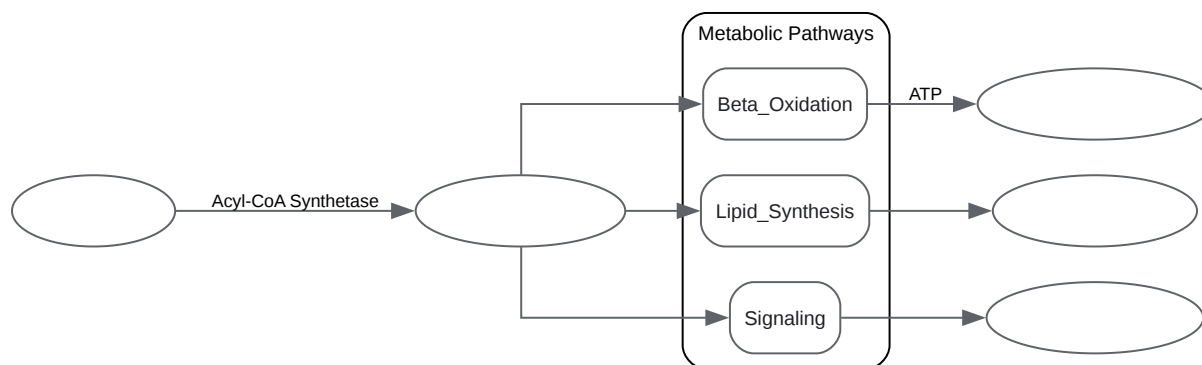 Metabolic Pathways
Beta_Oxidation
ATP
Acyl-CoA Synthetase
Lipid_Synthesis
Signaling